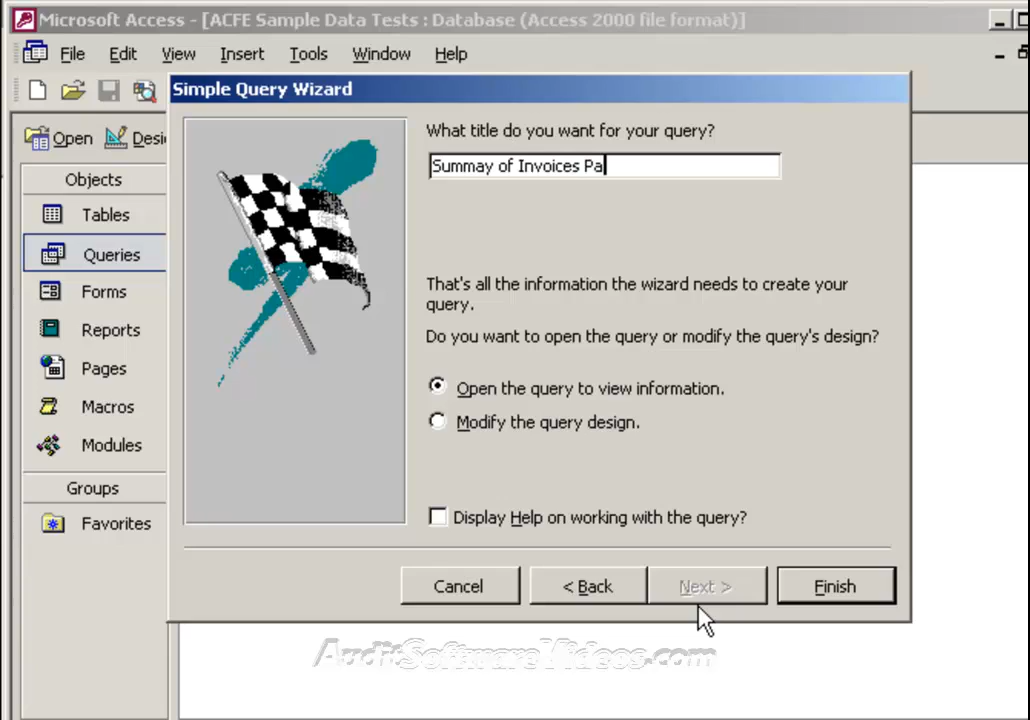 Microsoft Access - [ACFE Sample Data Tests : Database (Access 2000 file format)]
File Edit View Insert Tools Window Help
Simple Query Wizard
Open Desi
What title do you want for your query?
Summay of Invoices Pa
Objects
Tables
Queries
Forms
Reports
Pages
Macros
Modules
Groups
Favorites
That's all the information the wizard needs to create your
query.
Do you want to open the query or modify the query's design?
Open the query to view information.
Modify the query design.
Display Help on working with the query?
Cancel < Back Next > Finish
AuditSoftwareVideos.com